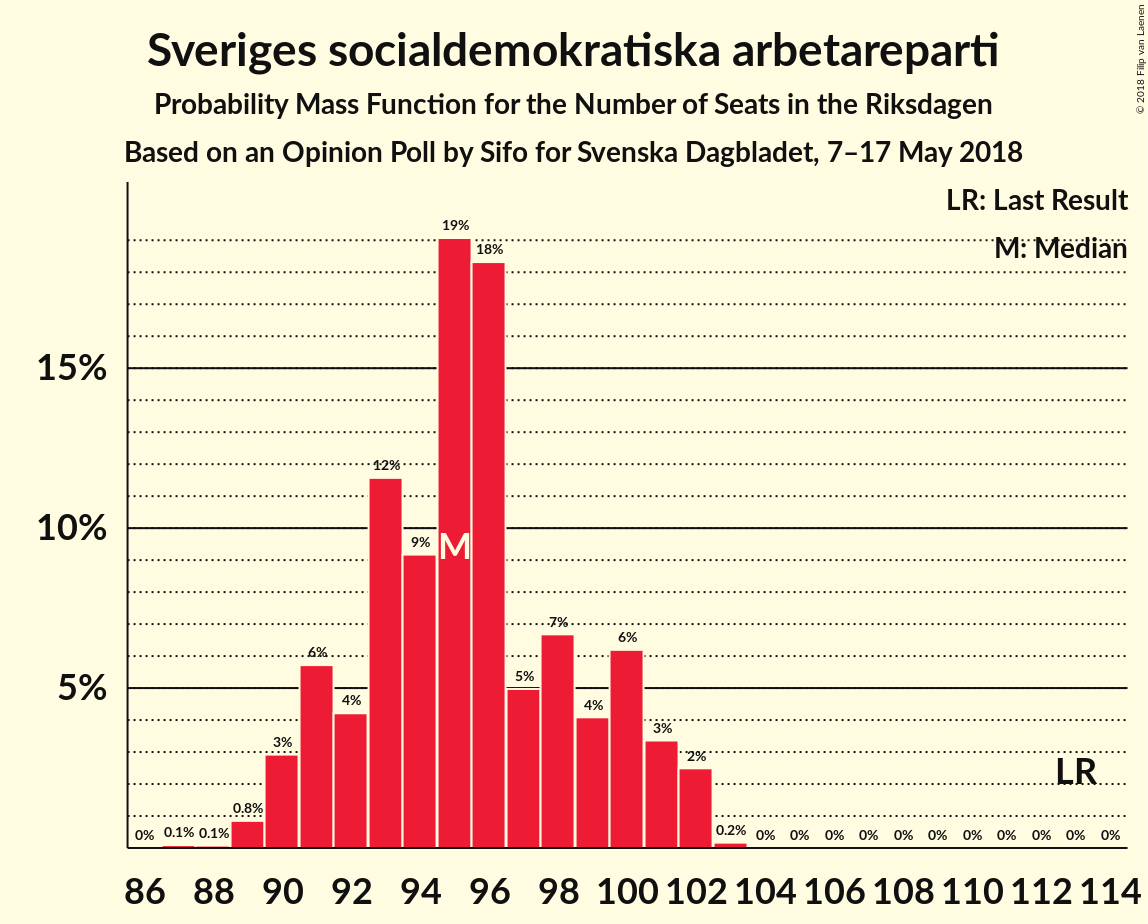 Sveriges socialdemokratiska arbetareparti
Probability Mass Function for the Number of Seats in the Riksdagen
Based on an Opinion Poll by Sifo for Svenska Dagbladet, 7–17 May 2018
© 2018 Filip van Laenen
LR: Last Result
M: Median
15%
10%
5%
0% 0.1% 0.1% 0.8% 3% 6% 4% 12% 9% 19% 18% 5% 7% 4% 6% 3% 2% 0.2% 0% 0% 0% 0% 0% 0% 0% 0% 0% 0% 0%
M
LR
86 88 90 92 94 96 98 100 102 104 106 108 110 112 114